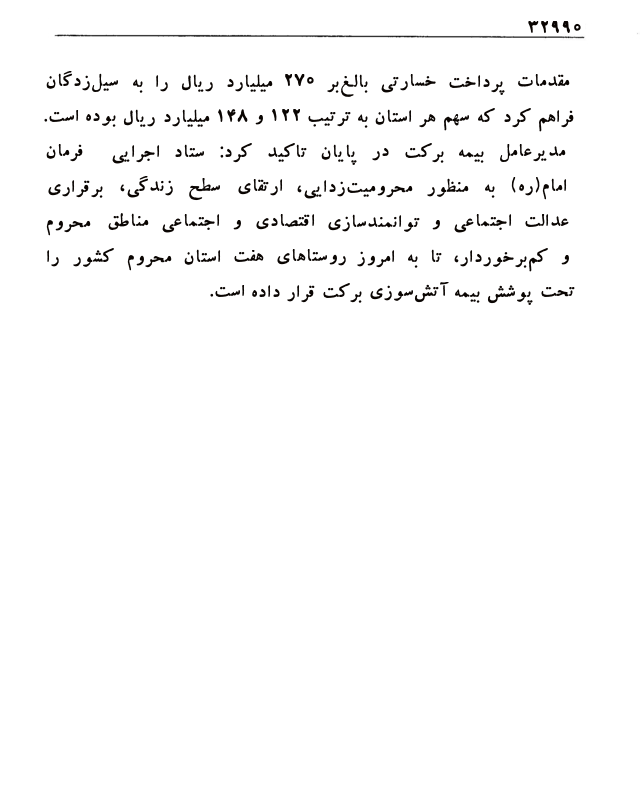 ۳۲۹۹۰
مقدمات پرداخت خسارتی بالغ‌بر ۲۷۰ میلیارد ریال را به سیل‌زدگان
فراهم کرد که سهم هر استان به ترتیب ۱۲۲ و ۱۴۸ میلیارد ریال بوده است.
مدیرعامل بیمه برکت در پایان تاکید کرد: ستاد اجرایی فرمان
امام(ره) به منظور محرومیت‌زدایی، ارتقای سطح زندگی، برقراری
عدالت اجتماعی و توانمندسازی اقتصادی و اجتماعی مناطق محروم
و کم‌برخوردار، تا به امروز روستاهای هفت استان محروم کشور را
تحت پوشش بیمه آتش‌سوزی برکت قرار داده است.